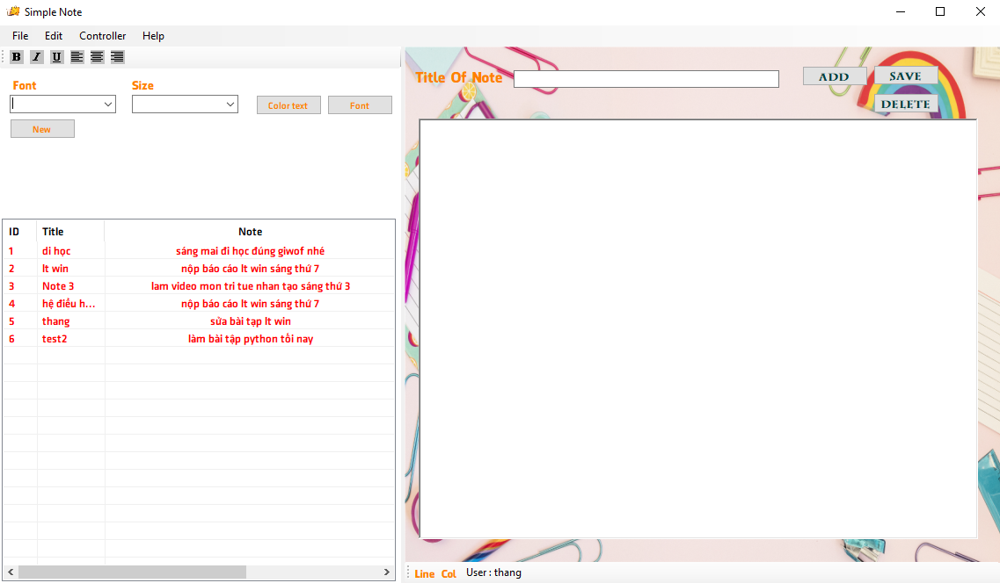 Simple Note
File Edit Controller Help
B I U
Font Size
Color text Font
New
ID Title Note
1 di học sáng mai đi học đúng giwof nhé
2 lt win nộp báo cáo lt win sáng thứ 7
3 Note 3 lam video mon tri tue nhan tạo sáng thứ 3
4 hệ điều h... nộp báo cáo lt win sáng thứ 7
5 thang sửa bài tạp lt win
6 test2 làm bài tập python tối nay
Title Of Note
ADD SAVE
DELETE
Line Col User : thang